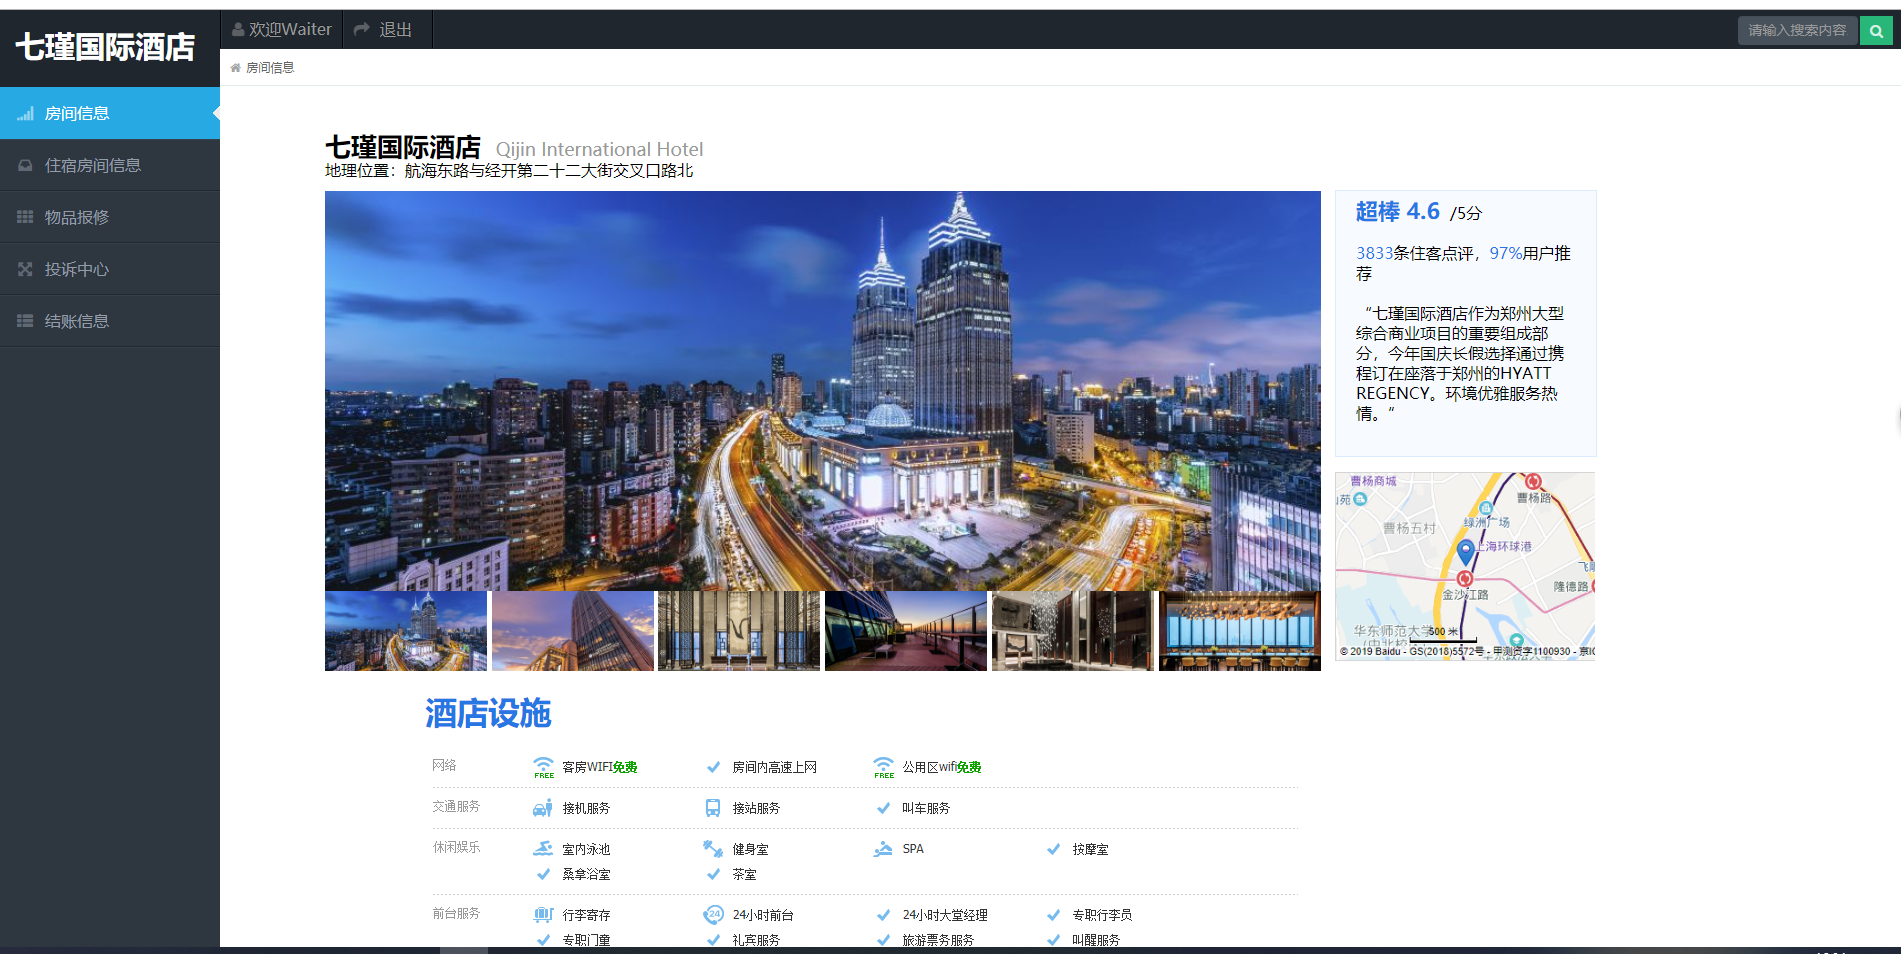 七瑾国际酒店
欢迎Waiter
退出
请输入搜索内容
房间信息
房间信息
住宿房间信息
物品报修
投诉中心
结账信息
七瑾国际酒店 Qijin International Hotel
地理位置：航海东路与经开第二十二大街交叉口路北
超棒 4.6 /5分
3833条住客点评，97%用户推
荐
“七瑾国际酒店作为郑州大型
综合商业项目的重要组成部
分，今年国庆长假选择通过携
程订在座落于郑州的HYATT
REGENCY。环境优雅服务热
情。“
曹杨商城
曹杨路
绿洲广场
曹杨五村
上海环球港
隆德路
金沙江路
华东师范大学
500 米
© 2019 Baidu - GS(2018)5572号 - 甲测资字1100930 - 京IC
酒店设施
网络 FREE 客房WIFI免费 房间内高速上网 FREE 公用区wifi免费
交通服务 接机服务 接站服务 叫车服务
休闲娱乐 室内泳池 健身室 SPA 按摩室
桑拿浴室 茶室
前台服务 行李寄存 24 24小时前台 24小时大堂经理 专职行李员
专职门童 礼宾服务 旅游票务服务 叫醒服务